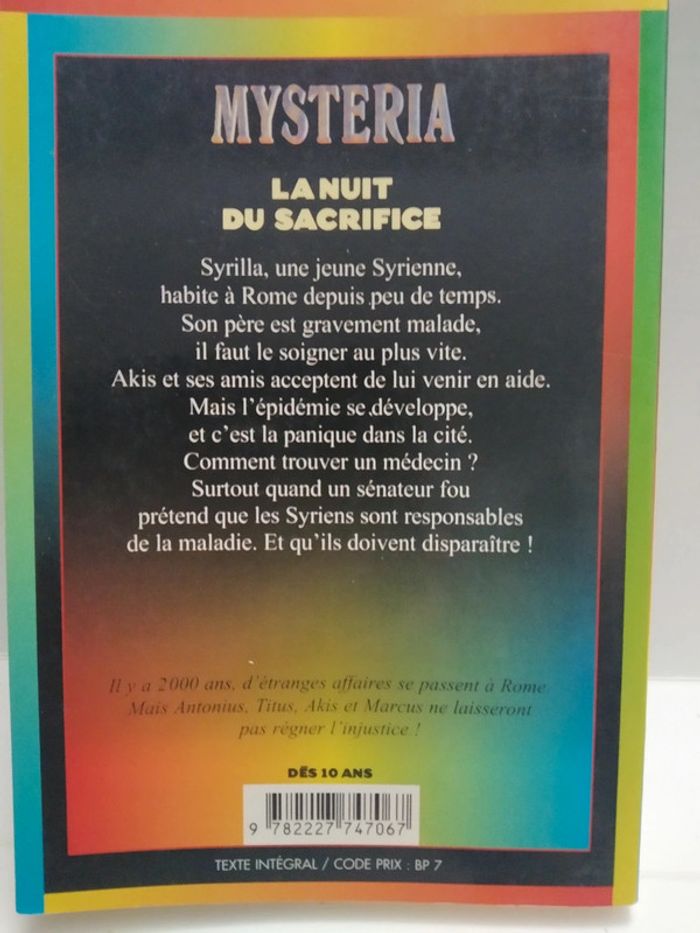 MYSTERIA
LA NUIT
DU SACRIFICE
Syrilla, une jeune Syrienne,
habite à Rome depuis peu de temps.
Son père est gravement malade,
il faut le soigner au plus vite.
Akis et ses amis acceptent de lui venir en aide.
Mais l'épidémie se développe,
et c'est la panique dans la cité.
Comment trouver un médecin ?
Surtout quand un sénateur fou
prétend que les Syriens sont responsables
de la maladie. Et qu'ils doivent disparaître !
Il y a 2000 ans, d'étranges affaires se passent à Rome.
Mais Antonius, Titus, Akis et Marcus ne laisseront
pas régner l'injustice !
DÈS 10 ANS
9 782227 747067
TEXTE INTÉGRAL / CODE PRIX : BP 7